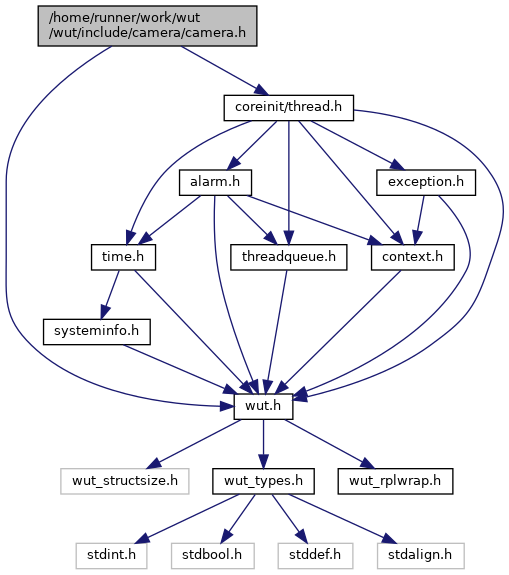 /home/runner/work/wut
/wut/include/camera/camera.h
coreinit/thread.h
alarm.h
exception.h
time.h
threadqueue.h
context.h
systeminfo.h
wut.h
wut_structsize.h
wut_types.h
wut_rplwrap.h
stdint.h
stdbool.h
stddef.h
stdalign.h